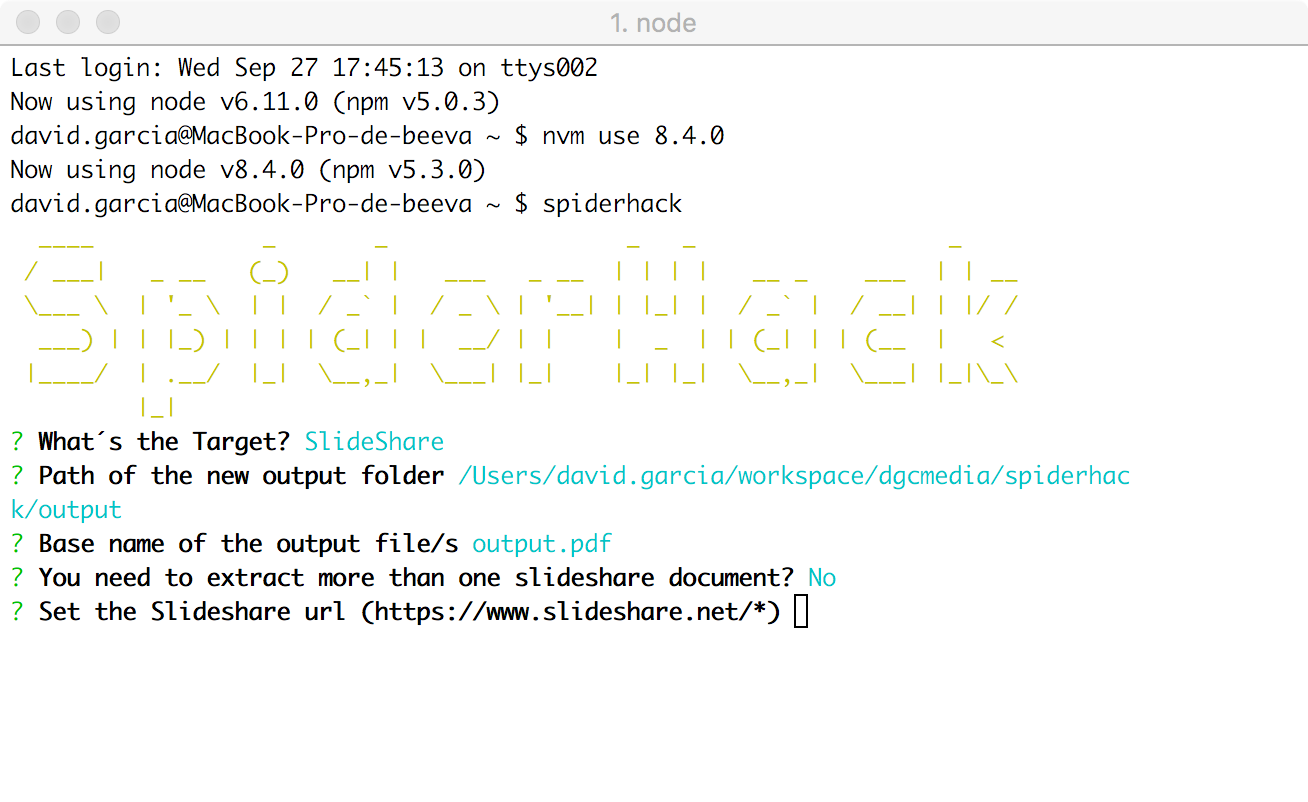 1. node
Last login: Wed Sep 27 17:45:13 on ttys002
Now using node v6.11.0 (npm v5.0.3)
david.garcia@MacBook-Pro-de-beeva ~ $ nvm use 8.4.0
Now using node v8.4.0 (npm v5.3.0)
david.garcia@MacBook-Pro-de-beeva ~ $ spiderhack
SpiderHack
? What´s the Target? SlideShare
? Path of the new output folder /Users/david.garcia/workspace/dgcmedia/spiderhac
k/output
? Base name of the output file/s output.pdf
? You need to extract more than one slideshare document? No
? Set the Slideshare url (https://www.slideshare.net/*)